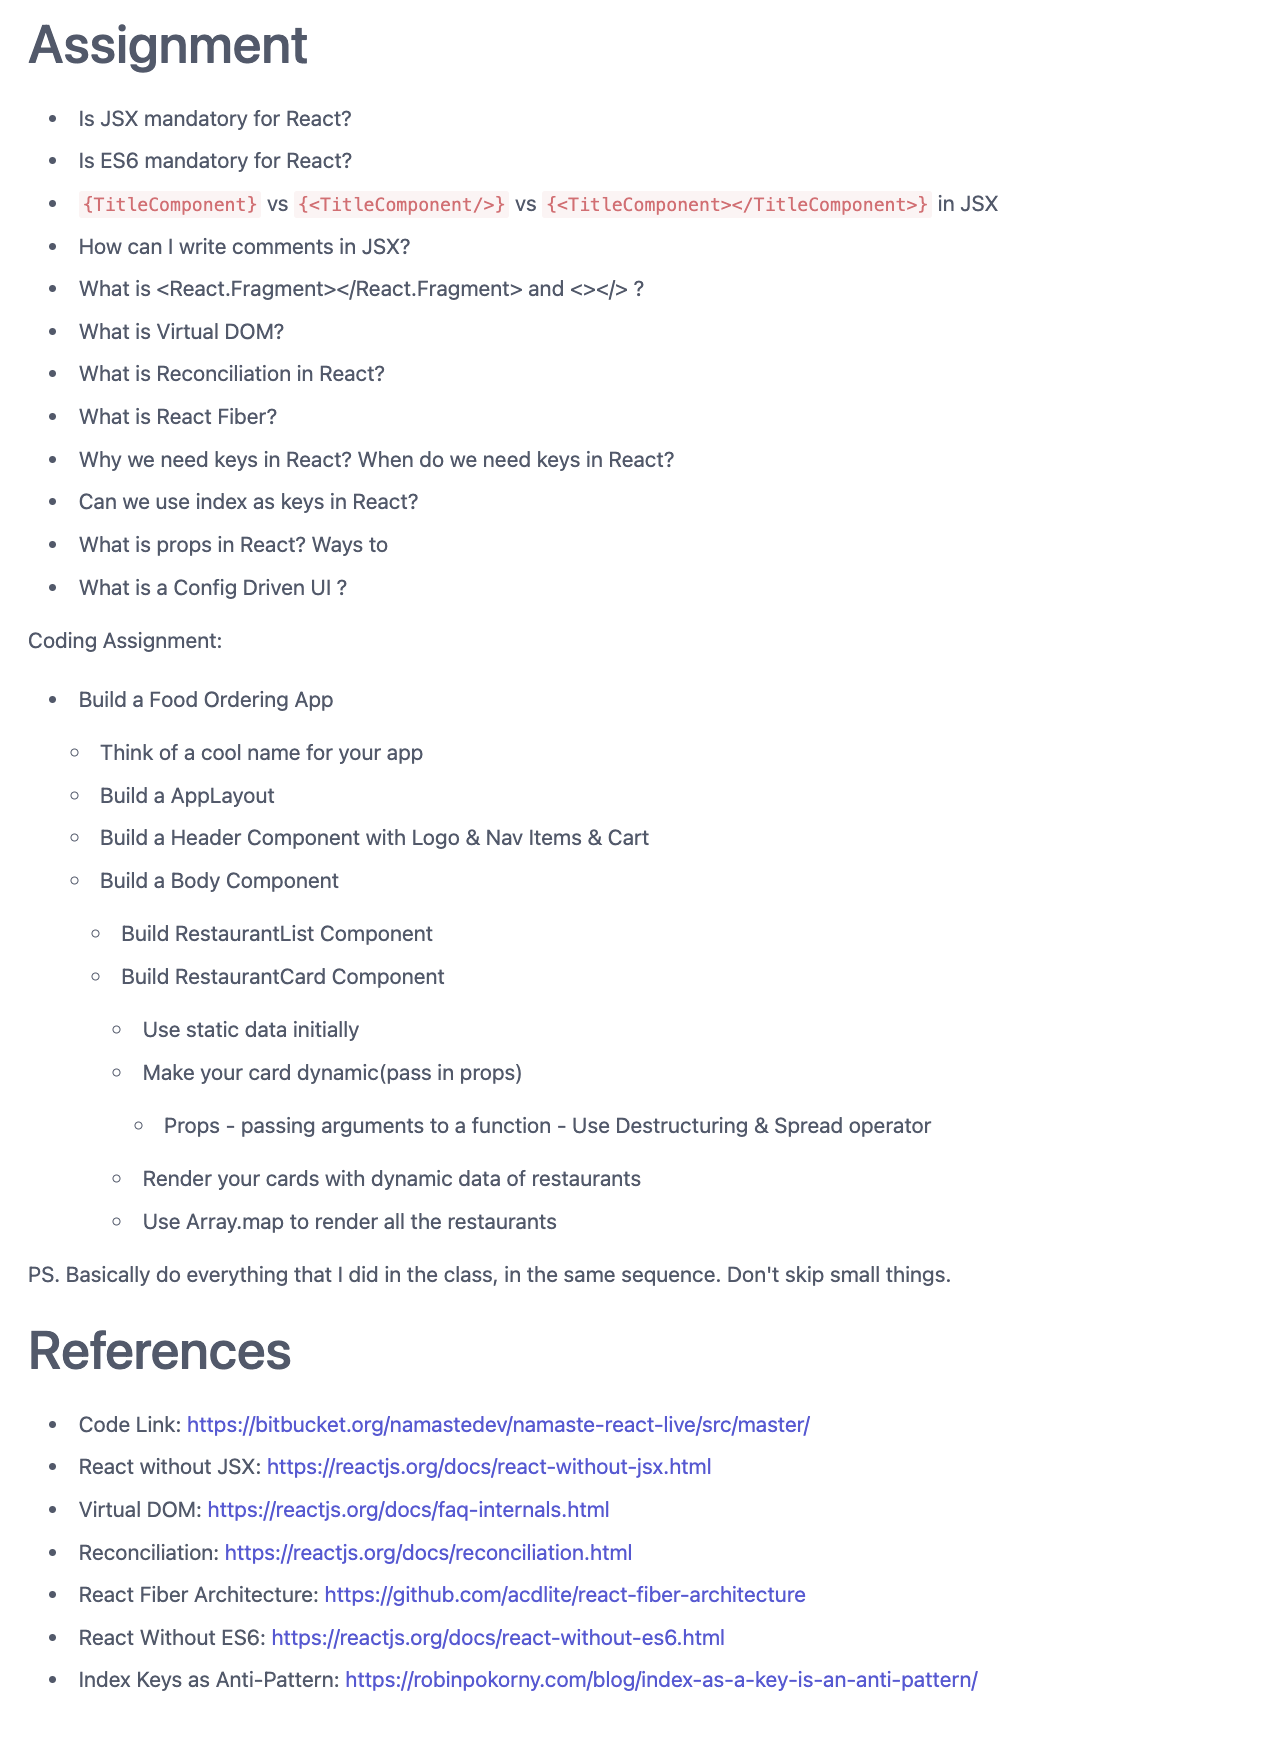 Assignment
Is JSX mandatory for React?
Is ES6 mandatory for React?
{TitleComponent} vs {<TitleComponent/>} vs {<TitleComponent></TitleComponent>} in JSX
How can I write comments in JSX?
What is <React.Fragment></React.Fragment> and <></> ?
What is Virtual DOM?
What is Reconciliation in React?
What is React Fiber?
Why we need keys in React? When do we need keys in React?
Can we use index as keys in React?
What is props in React? Ways to
What is a Config Driven UI ?
Coding Assignment:
Build a Food Ordering App
Think of a cool name for your app
Build a AppLayout
Build a Header Component with Logo & Nav Items & Cart
Build a Body Component
Build RestaurantList Component
Build RestaurantCard Component
Use static data initially
Make your card dynamic(pass in props)
Props - passing arguments to a function - Use Destructuring & Spread operator
Render your cards with dynamic data of restaurants
Use Array.map to render all the restaurants
PS. Basically do everything that I did in the class, in the same sequence. Don't skip small things.
References
Code Link: https://bitbucket.org/namastedev/namaste-react-live/src/master/
React without JSX: https://reactjs.org/docs/react-without-jsx.html
Virtual DOM: https://reactjs.org/docs/faq-internals.html
Reconciliation: https://reactjs.org/docs/reconciliation.html
React Fiber Architecture: https://github.com/acdlite/react-fiber-architecture
React Without ES6: https://reactjs.org/docs/react-without-es6.html
Index Keys as Anti-Pattern: https://robinpokorny.com/blog/index-as-a-key-is-an-anti-pattern/